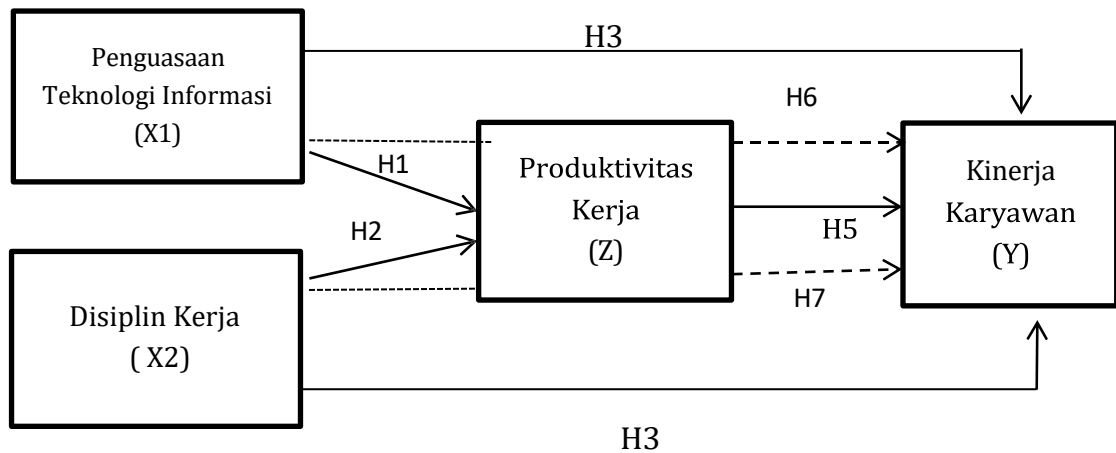 H3
Penguasaan
Teknologi Informasi
(X1)
H6
H1
Produktivitas
Kerja
(Z)
Kinerja
Karyawan
(Y)
H2
H5
H7
Disiplin Kerja
( X2)
H3